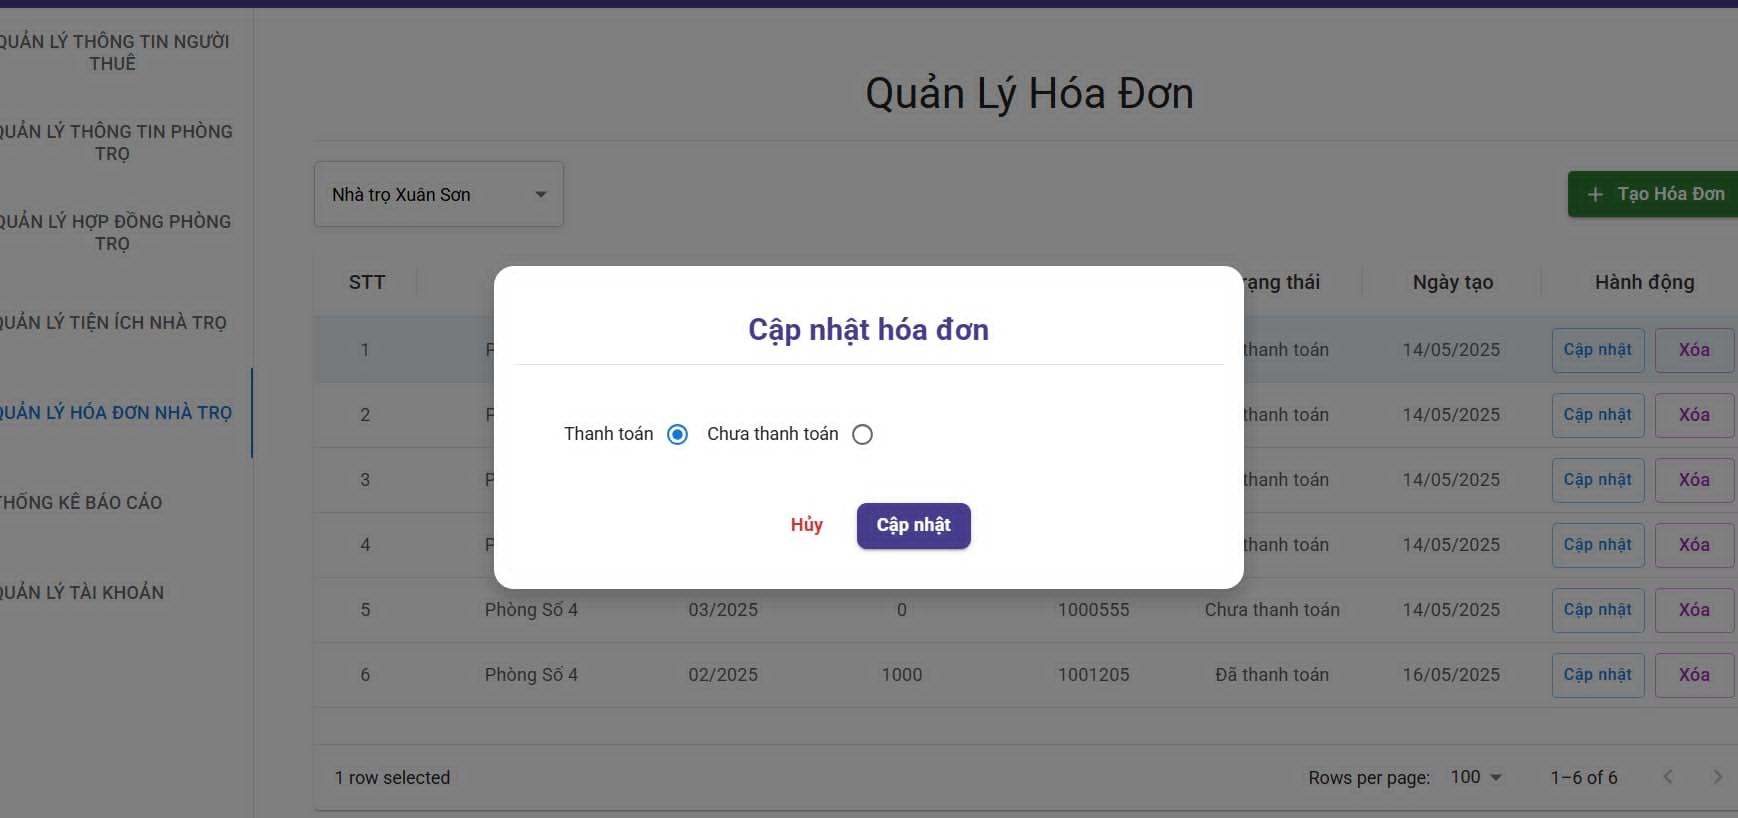 QUẢN LÝ THÔNG TIN NGƯỜI
THUÊ
QUẢN LÝ THÔNG TIN PHÒNG
TRỌ
QUẢN LÝ HỢP ĐỒNG PHÒNG
TRỌ
QUẢN LÝ TIỆN ÍCH NHÀ TRỌ
QUẢN LÝ HÓA ĐƠN NHÀ TRỌ
THỐNG KÊ BÁO CÁO
QUẢN LÝ TÀI KHOẢN
Quản Lý Hóa Đơn
Nhà trọ Xuân Sơn
+ Tạo Hóa Đơn
STT rạng thái Ngày tạo Hành động
1 P thanh toán 14/05/2025 Cập nhật Xóa
2 P thanh toán 14/05/2025 Cập nhật Xóa
3 P thanh toán 14/05/2025 Cập nhật Xóa
4 P thanh toán 14/05/2025 Cập nhật Xóa
5 Phòng Số 4 03/2025 0 1000555 Chưa thanh toán 14/05/2025 Cập nhật Xóa
6 Phòng Số 4 02/2025 1000 1001205 Đã thanh toán 16/05/2025 Cập nhật Xóa
1 row selected
Rows per page: 100 1–6 of 6
Cập nhật hóa đơn
Thanh toán Chưa thanh toán
Hủy Cập nhật